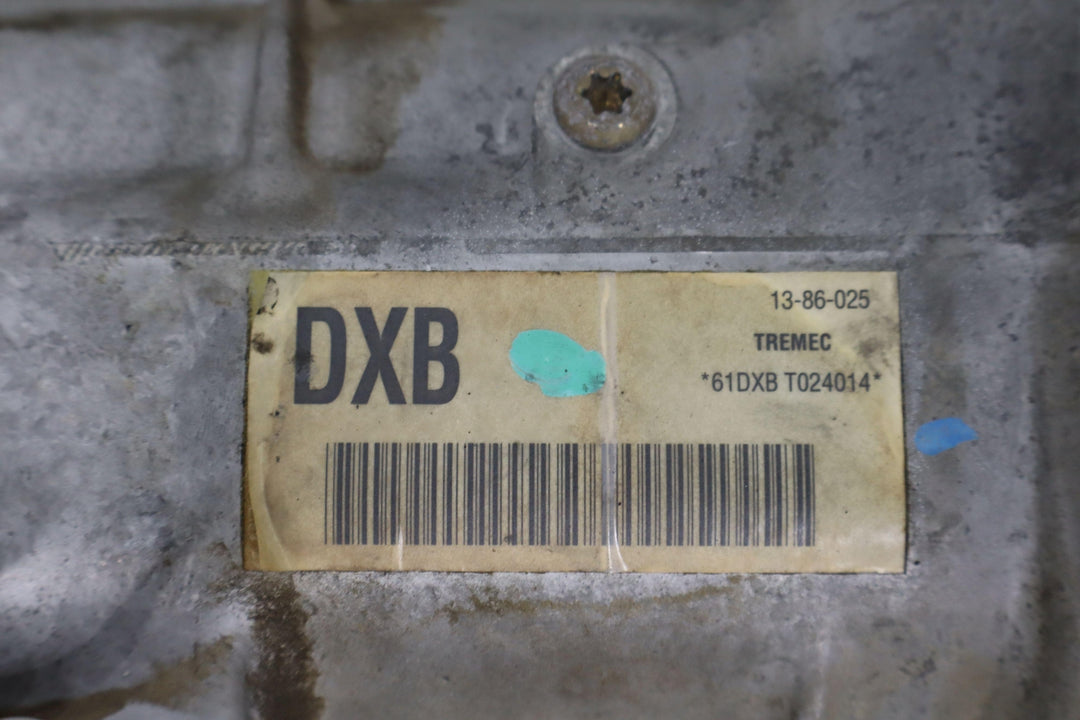 DXB
13-86-025
TREMEC
*61DXB T024014*